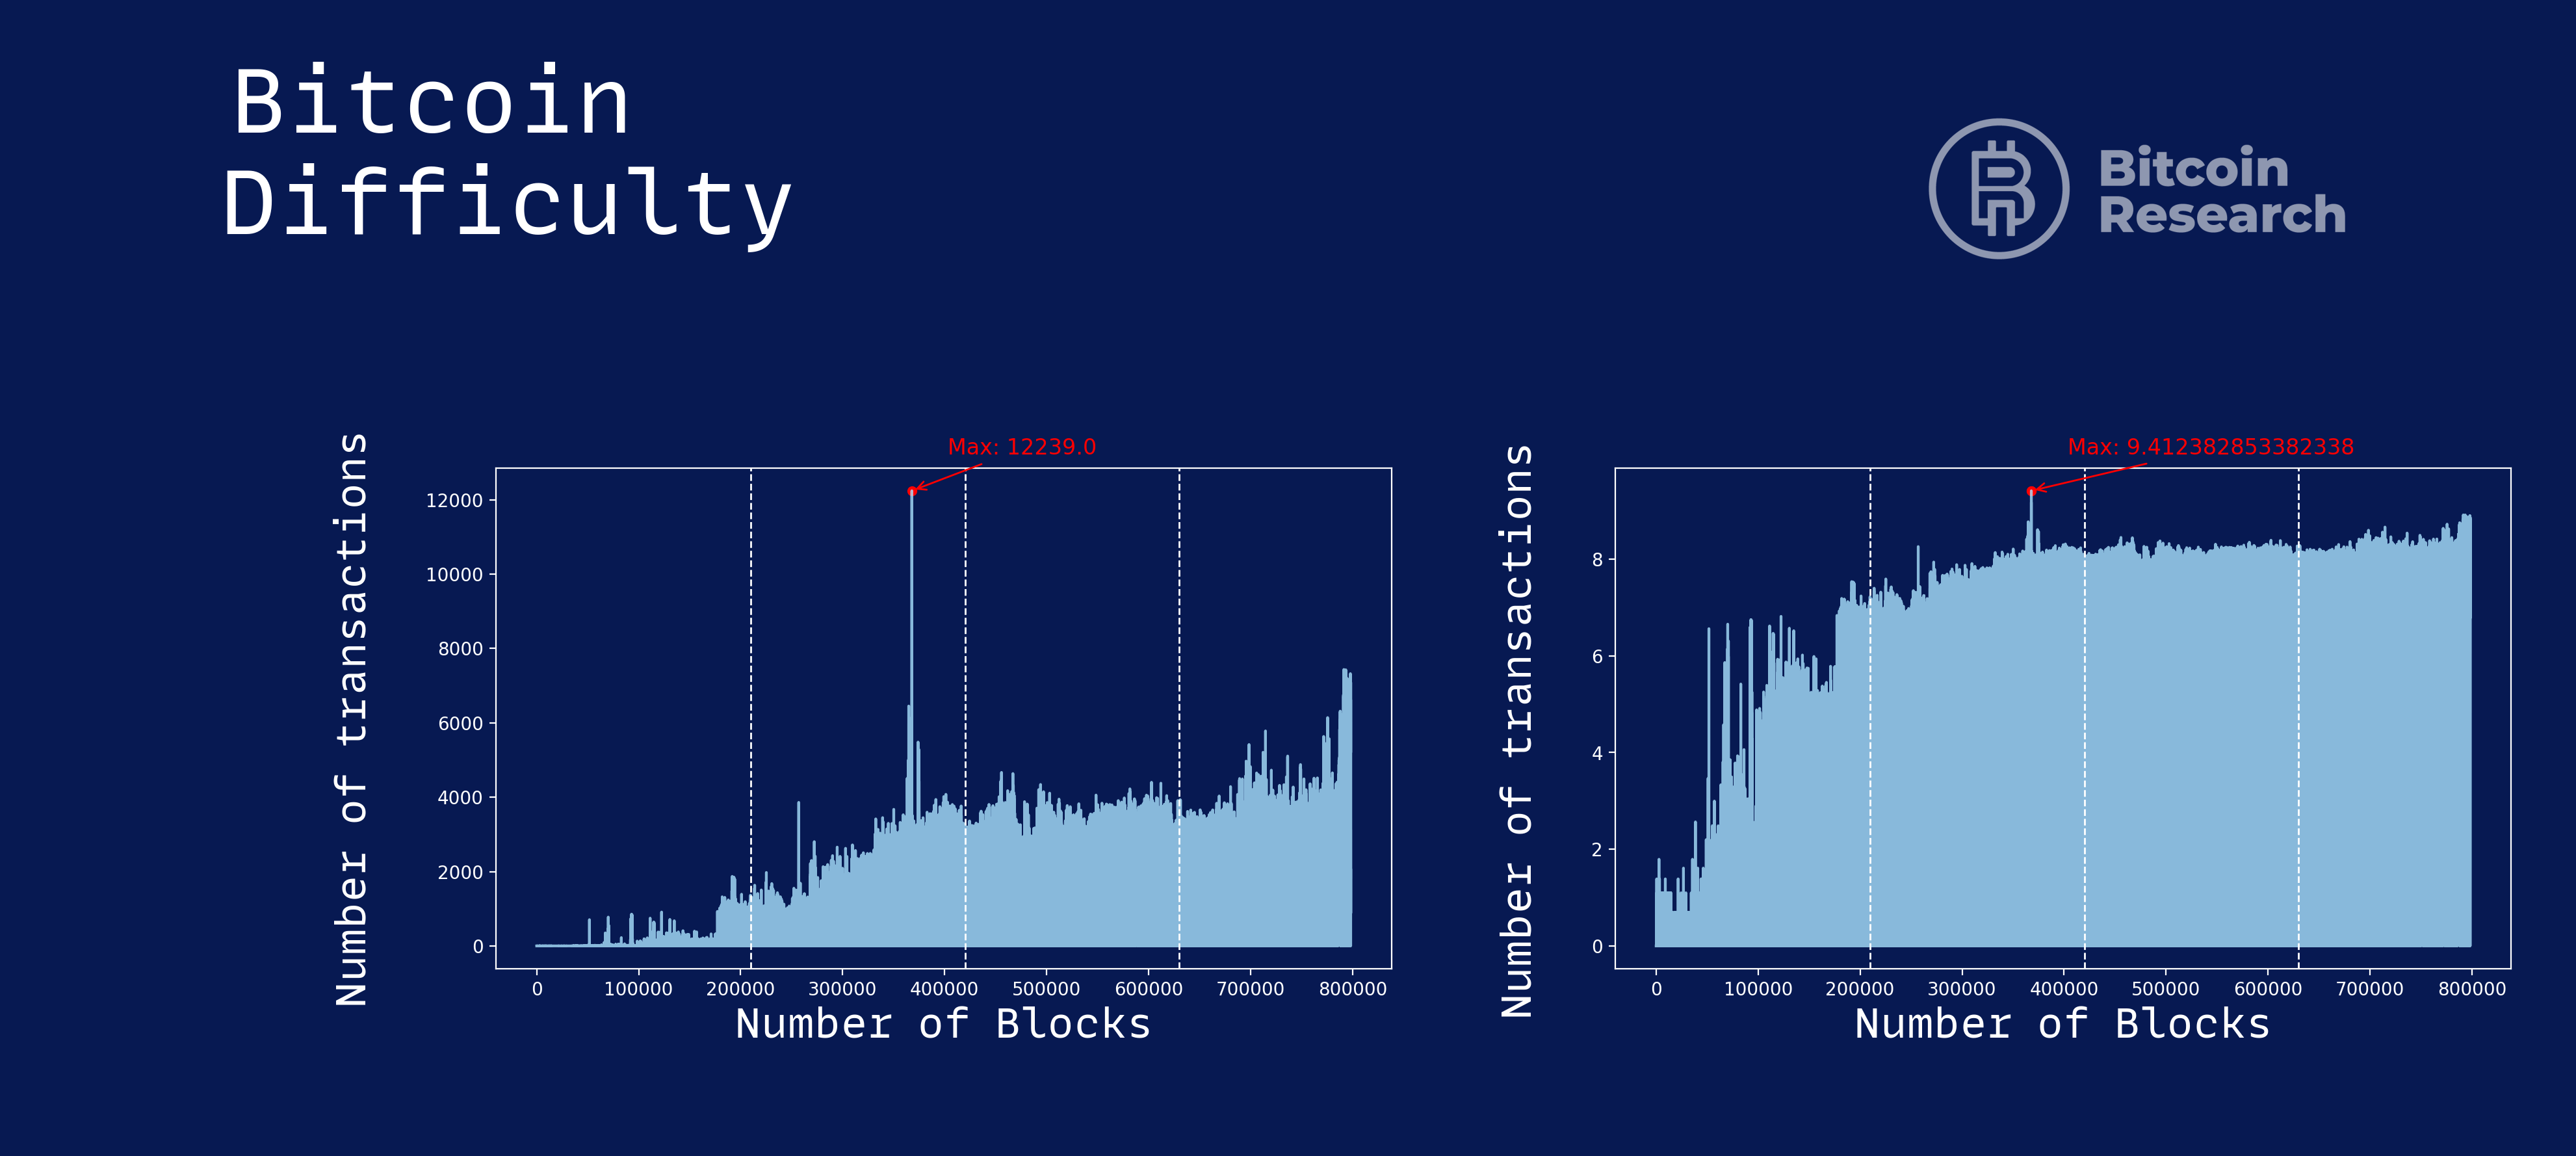 Bitcoin
Difficulty
Bitcoin
Research
Max: 12239.0
Number of transactions
12000
10000
8000
6000
4000
2000
0
0 100000 200000 300000 400000 500000 600000 700000 800000
Number of Blocks
Max: 9.412382853382338
Number of transactions
8
6
4
2
0
0 100000 200000 300000 400000 500000 600000 700000 800000
Number of Blocks